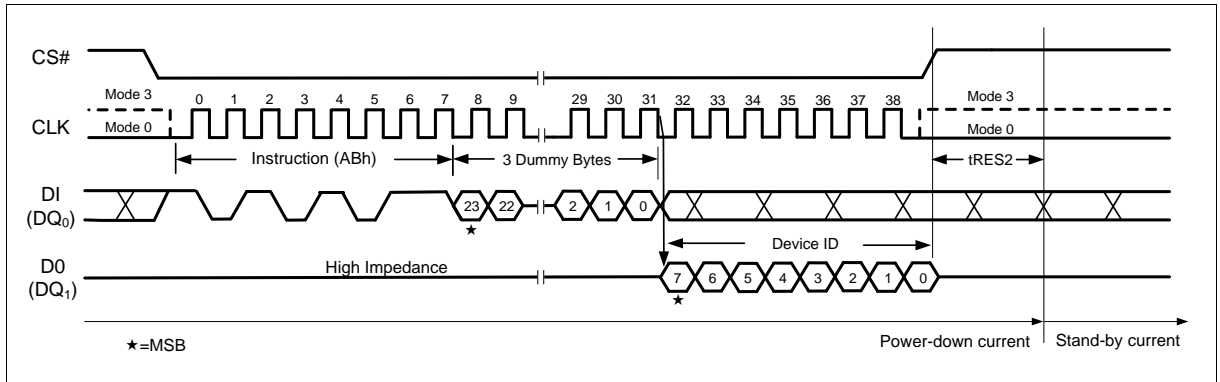 CS#
Mode 3
0 1 2 3 4 5 6 7 8 9 29 30 31 32 33 34 35 36 37 38
Mode 3
CLK
Mode 0
Mode 0
Instruction (ABh)
3 Dummy Bytes
tRES2
DI
(DQ0)
23 22 2 1 0
★
Device ID
D0
(DQ1)
High Impedance
7 6 5 4 3 2 1 0
★
★=MSB
Power-down current
Stand-by current